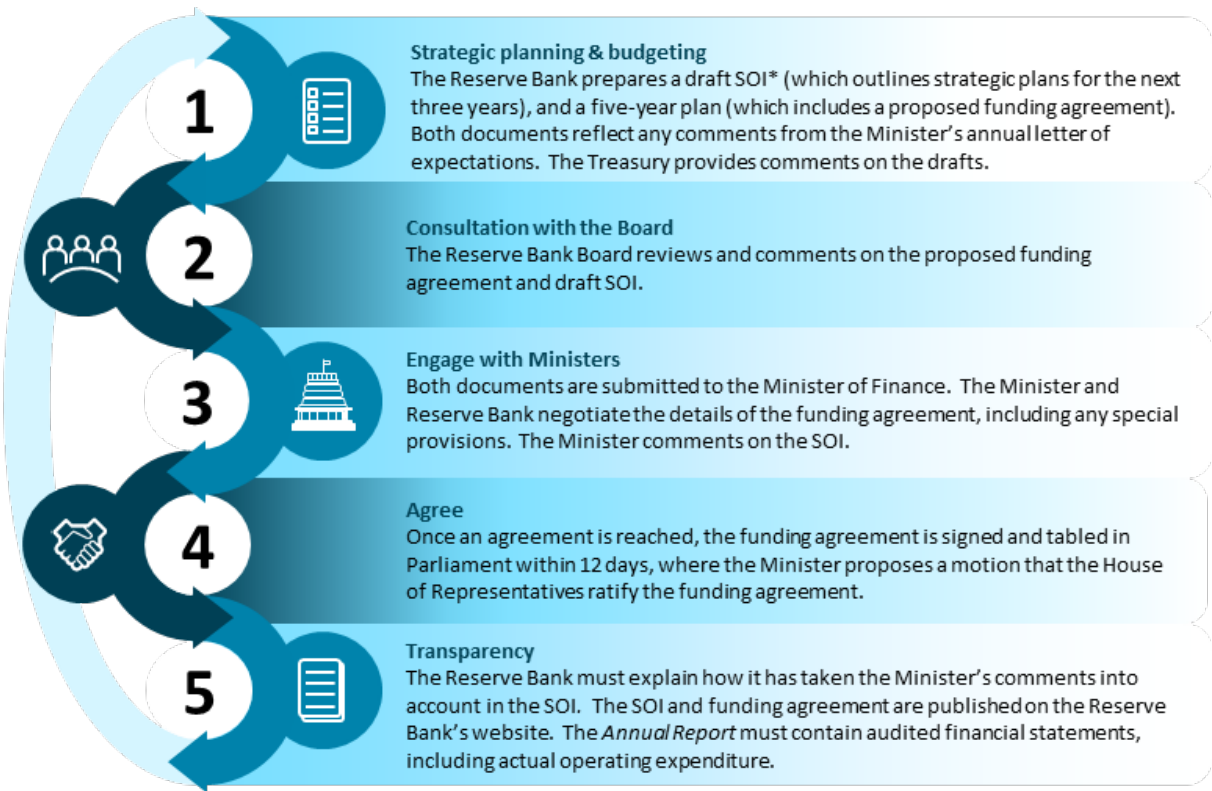 1
Strategic planning & budgeting
The Reserve Bank prepares a draft SOI* (which outlines strategic plans for the next
three years), and a five-year plan (which includes a proposed funding agreement).
Both documents reflect any comments from the Minister's annual letter of
expectations. The Treasury provides comments on the drafts.
2
Consultation with the Board
The Reserve Bank Board reviews and comments on the proposed funding
agreement and draft SOI.
3
Engage with Ministers
Both documents are submitted to the Minister of Finance. The Minister and
Reserve Bank negotiate the details of the funding agreement, including any special
provisions. The Minister comments on the SOI.
4
Agree
Once an agreement is reached, the funding agreement is signed and tabled in
Parliament within 12 days, where the Minister proposes a motion that the House
of Representatives ratify the funding agreement.
5
Transparency
The Reserve Bank must explain how it has taken the Minister's comments into
account in the SOI. The SOI and funding agreement are published on the Reserve
Bank's website. The Annual Report must contain audited financial statements,
including actual operating expenditure.